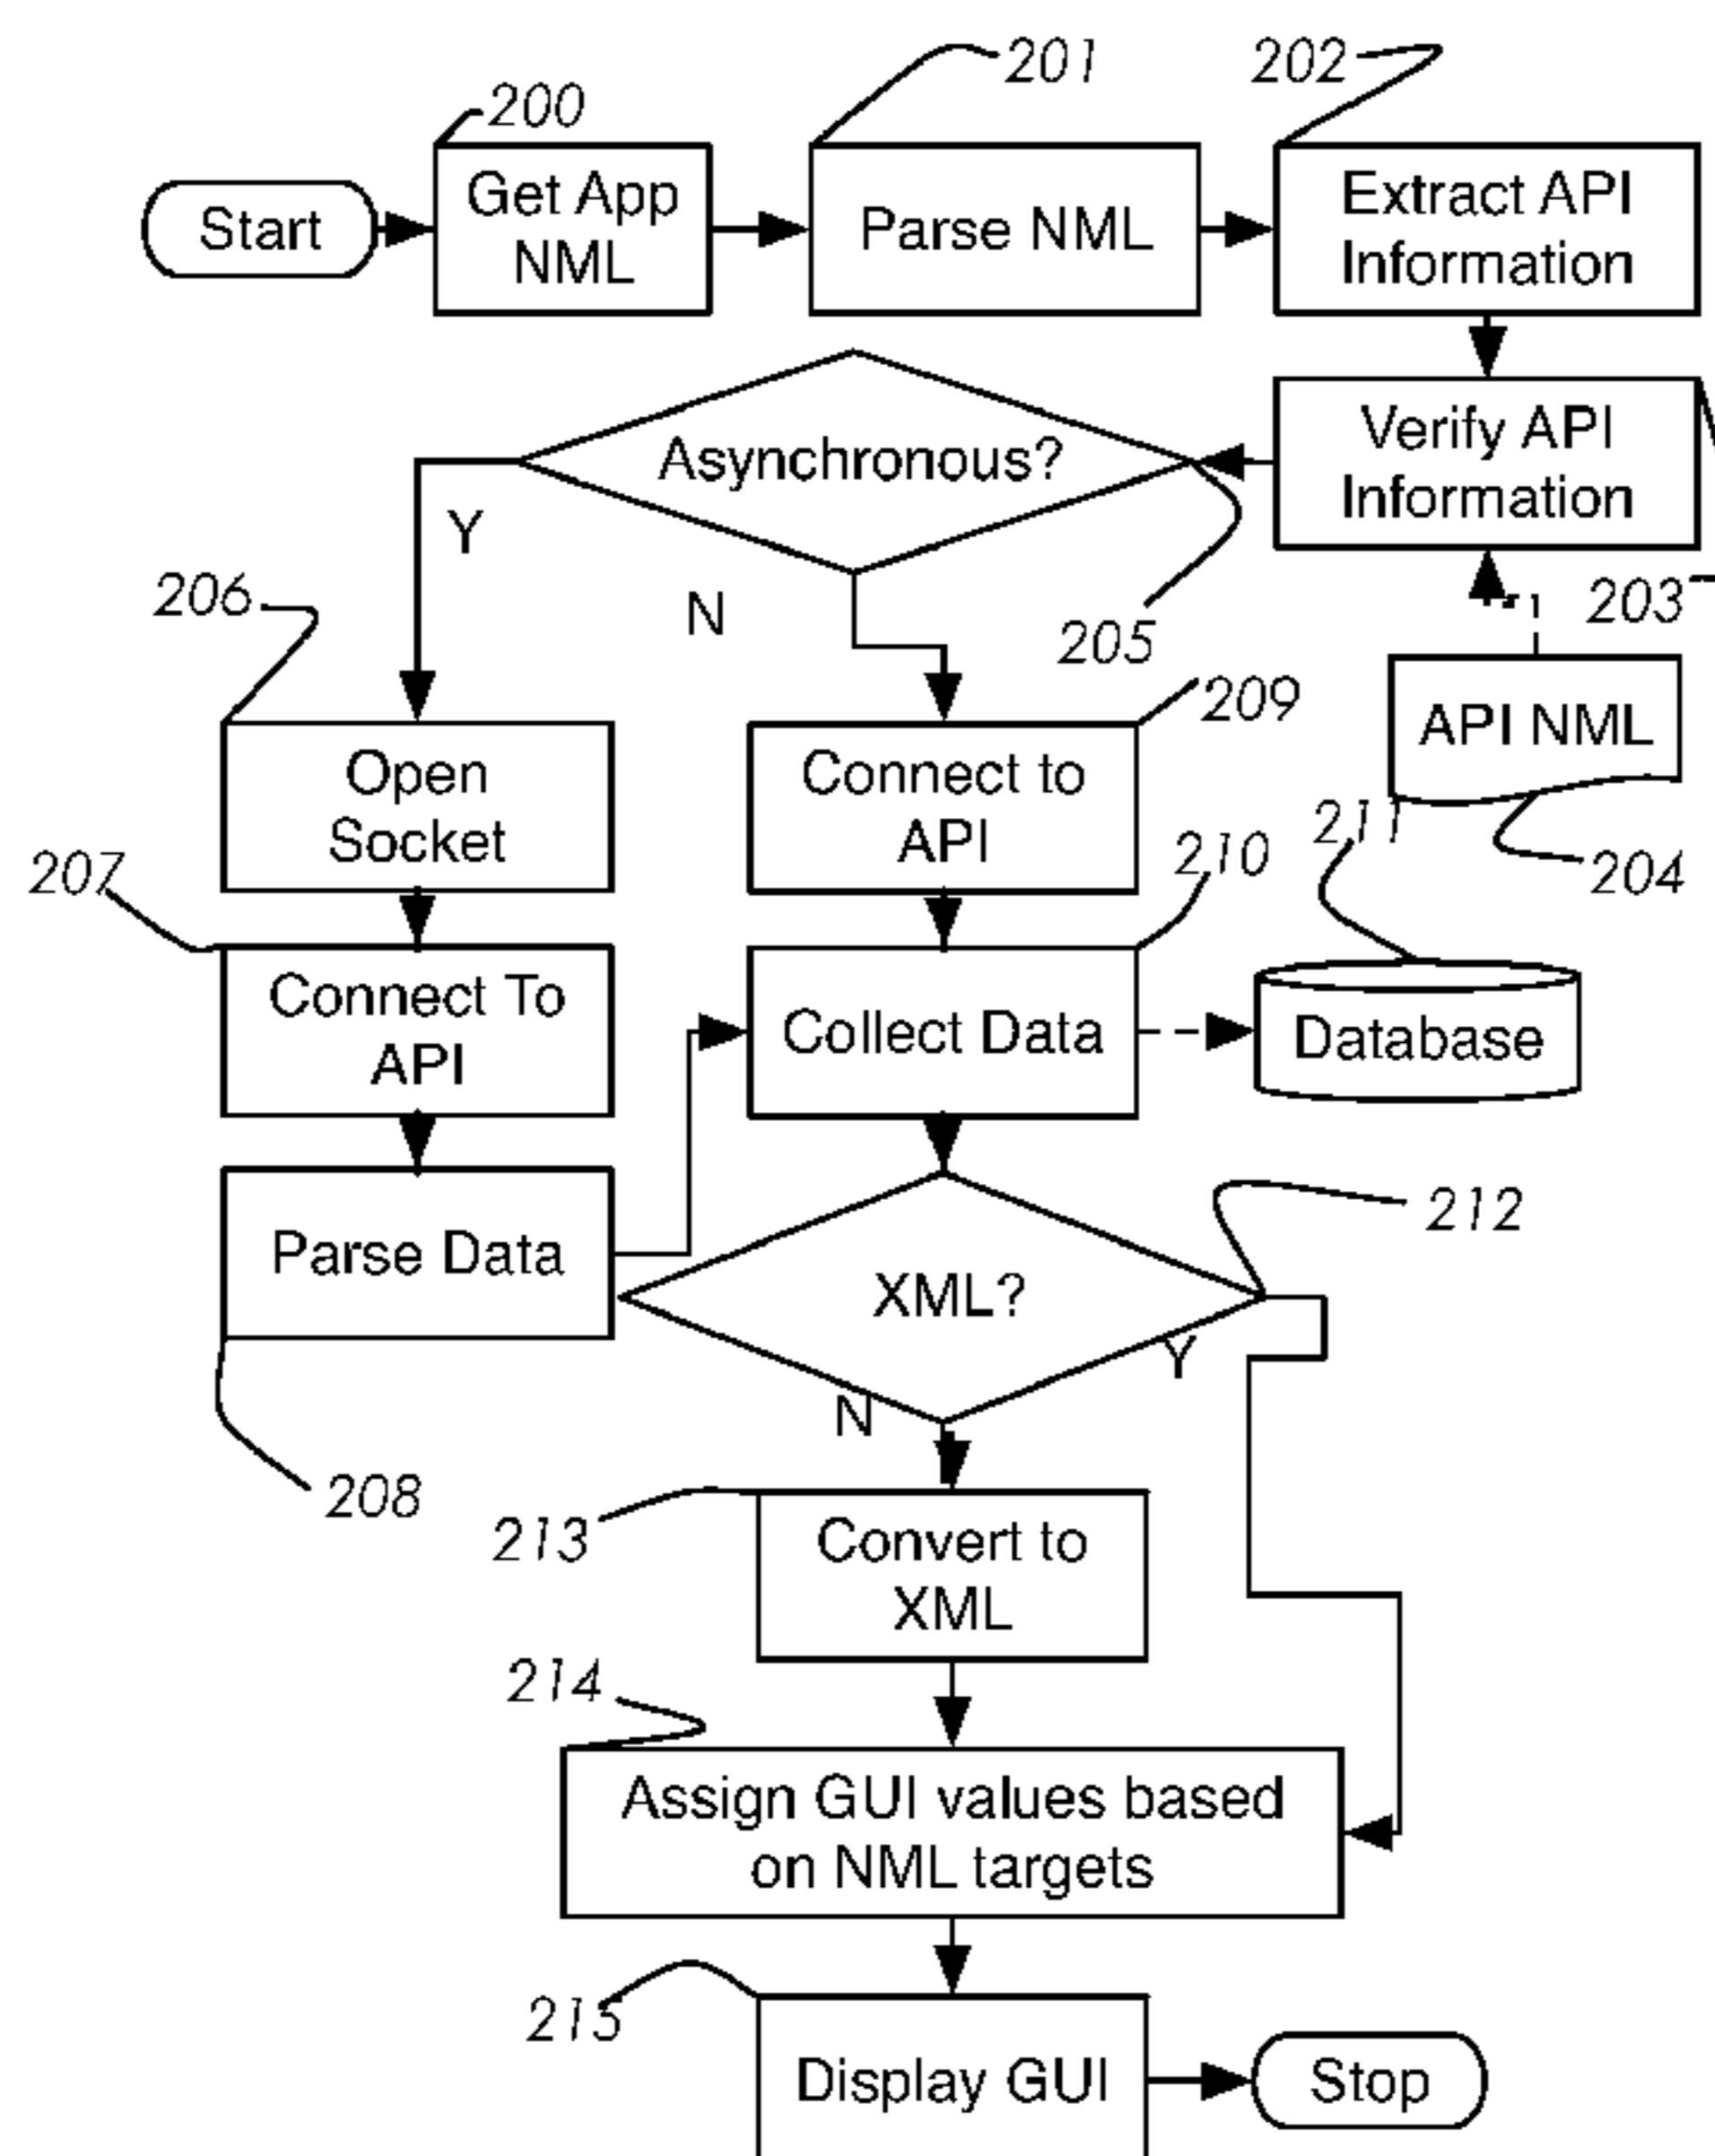 201
202
200
Start
Get App
NML
Parse NML
Extract API
Information
Asynchronous?
Verify API
Information
Y
206
N
205
203
209
Open
Socket
Connect to
API
API NML
211
207
210
204
Connect To
API
Collect Data
Database
212
Parse Data
XML?
Y
N
208
213
Convert to
XML
214
Assign GUI values based
on NML targets
215
Display GUI
Stop